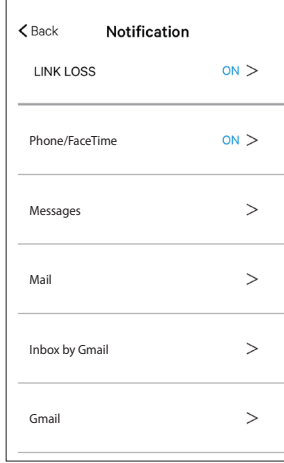 Back Notification
LINK LOSS ON >
Phone/FaceTime ON >
Messages >
Mail >
Inbox by Gmail >
Gmail >